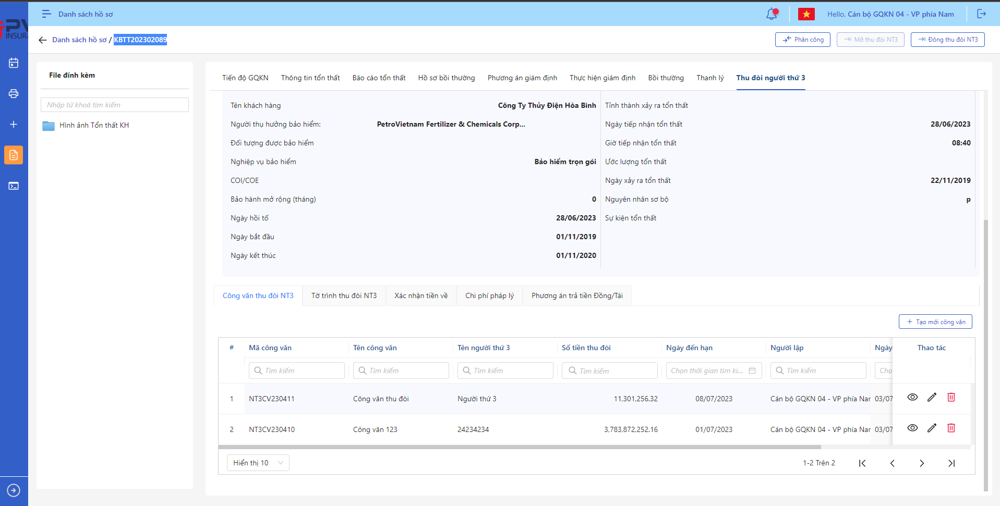 Danh sách hồ sơ
Hello, Cán bộ GQKN 04 - VP phía Nam
INSURA
Danh sách hồ sơ / KBTT202302089
Phân công
Mở thu đòi NT3
Đóng thu đòi NT3
File đính kèm
Nhập từ khoá tìm kiếm
Hình ảnh Tổn thất KH
Tiến độ GQKN
Thông tin tổn thất
Báo cáo tổn thất
Hồ sơ bồi thường
Phương án giám định
Thực hiện giám định
Bồi thường
Thanh lý
Thu đòi người thứ 3
Tên khách hàng
Công Ty Thủy Điện Hòa Bình
Người thụ hưởng bảo hiểm:
PetroVietnam Fertilizer & Chemicals Corp...
Đối tượng được bảo hiểm
Nghiệp vụ bảo hiểm
Bảo hiểm trọn gói
COI/COE
Bảo hành mở rộng (tháng)
0
Ngày hồi tố
28/06/2023
Ngày bắt đầu
01/11/2019
Ngày kết thúc
01/11/2020
Tỉnh thành xảy ra tổn thất
Ngày tiếp nhận tổn thất
28/06/2023
Giờ tiếp nhận tổn thất
08:40
Ước lượng tổn thất
Ngày xảy ra tổn thất
22/11/2019
Nguyên nhân sơ bộ
p
Sự kiện tổn thất
Công văn thu đòi NT3
Tờ trình thu đòi NT3
Xác nhận tiền về
Chi phí pháp lý
Phương án trả tiền Đồng/Tái
+ Tạo mới công văn
# Mã công văn Tên công văn Tên người thứ 3 Số tiền thu đòi Ngày đến hạn Người lập Ngày Thao tác
Tìm kiếm Tìm kiếm Tìm kiếm Tìm kiếm Chọn thời gian tìm ki... Tìm kiếm Chọ
1 NT3CV230411 Công văn thu đòi Người thứ 3 11,301,256.32 08/07/2023 Cán bộ GQKN 04 - VP phía Nar 03/07
2 NT3CV230410 Công văn 123 24234234 3,783,872,252.16 01/07/2023 Cán bộ GQKN 04 - VP phía Nar 03/07
Hiển thị 10
1-2 Trên 2